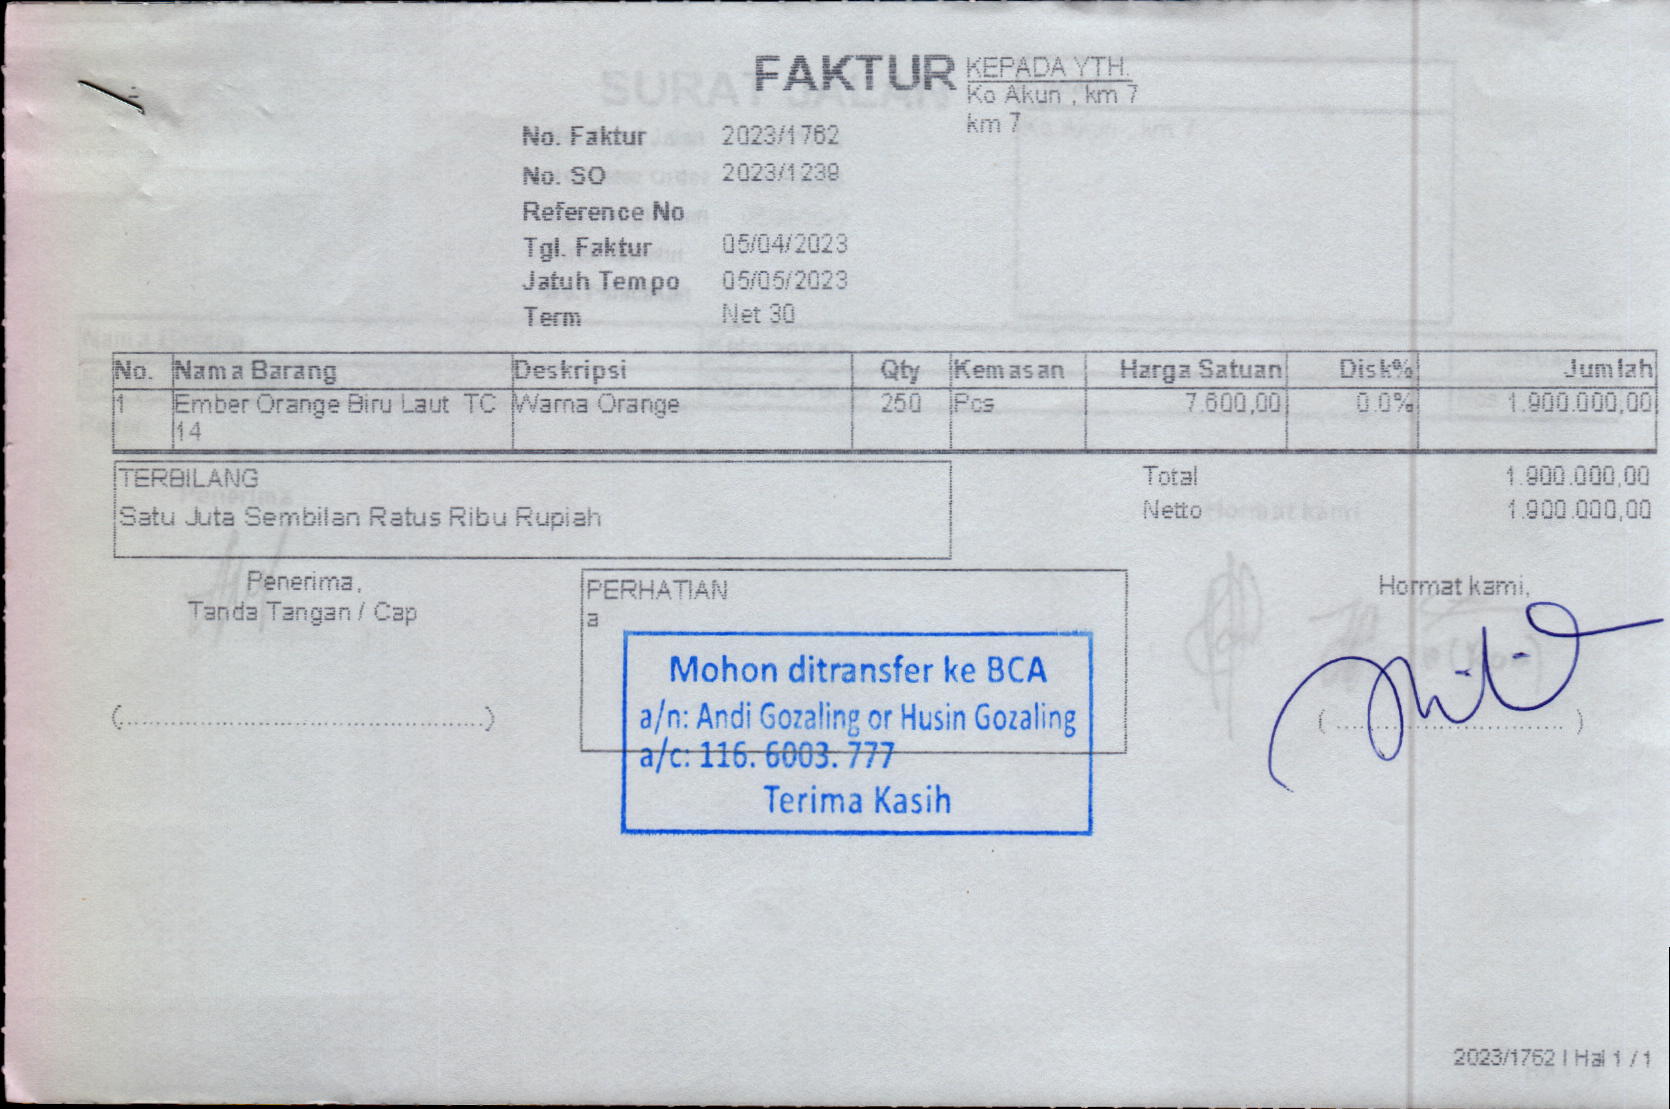 FAKTUR
KEPADA YTH.
Ko Akun , km 7
km 7
No. Faktur 2023/1762
No. SO 2023/1239
Reference No
Tgl. Faktur 05/04/2023
Jatuh Tempo 05/05/2023
Term Net 30
No. Nama Barang Deskripsi Qty Kemasan Harga Satuan Disk% Jumlah
1 Ember Orange Biru Laut TC Warna Orange 250 Pcs 7.600,00 0.0% 1.900.000,00
14
TERBILANG
Satu Juta Sembilan Ratus Ribu Rupiah
Total 1.900.000,00
Netto 1.900.000,00
Penerima,
Tanda Tangan / Cap
(...............................................)
PERHATIAN
a
Mohon ditransfer ke BCA
a/n: Andi Gozaling or Husin Gozaling
a/c: 116. 6003. 777
Terima Kasih
Hormat kami,
( ................................ )
2023/1762 | Hal 1 / 1